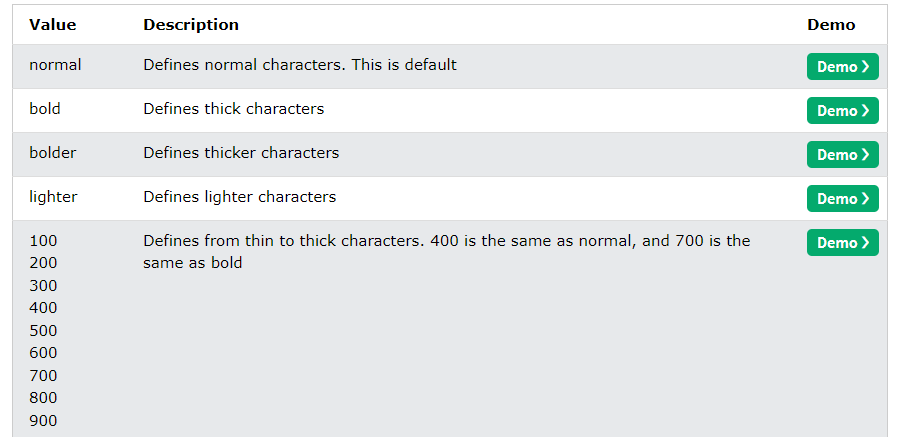 Value Description Demo
normal Defines normal characters. This is default Demo ❯
bold Defines thick characters Demo ❯
bolder Defines thicker characters Demo ❯
lighter Defines lighter characters Demo ❯
100 Defines from thin to thick characters. 400 is the same as normal, and 700 is the Demo ❯
200 same as bold
300
400
500
600
700
800
900